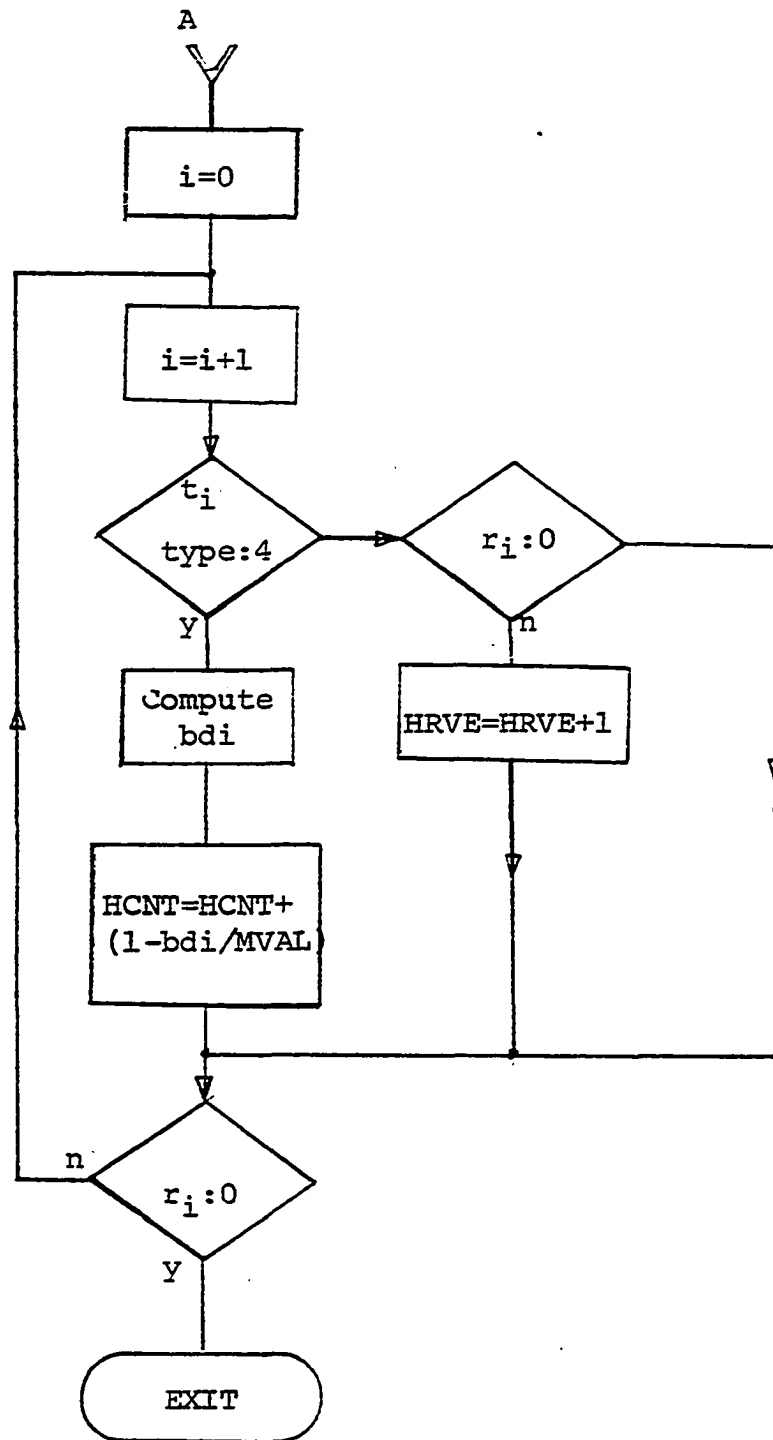 A
i=0
i=i+1
t_i
type:4
r_i:0
y
n
Compute
bdi
HRVE=HRVE+1
HCNT=HCNT+
(1-bdi/MVAL)
n
r_i:0
y
EXIT